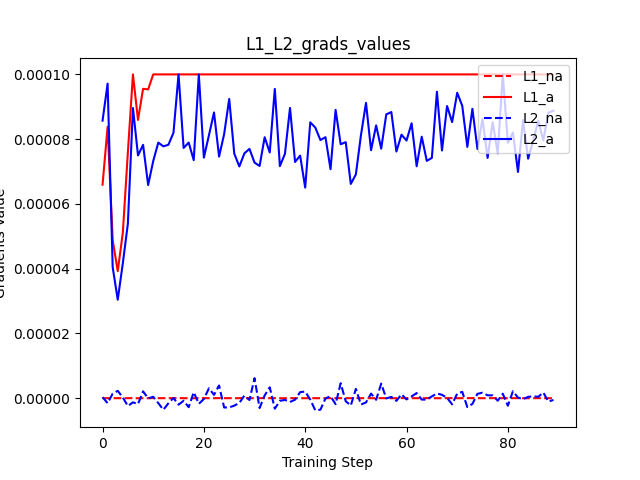 L1_L2_grads_values
0.00010
0.00008
0.00006
0.00004
0.00002
0.00000
Gradients value
0
20
40
60
80
Training Step
L1_na
L1_a
L2_na
L2_a